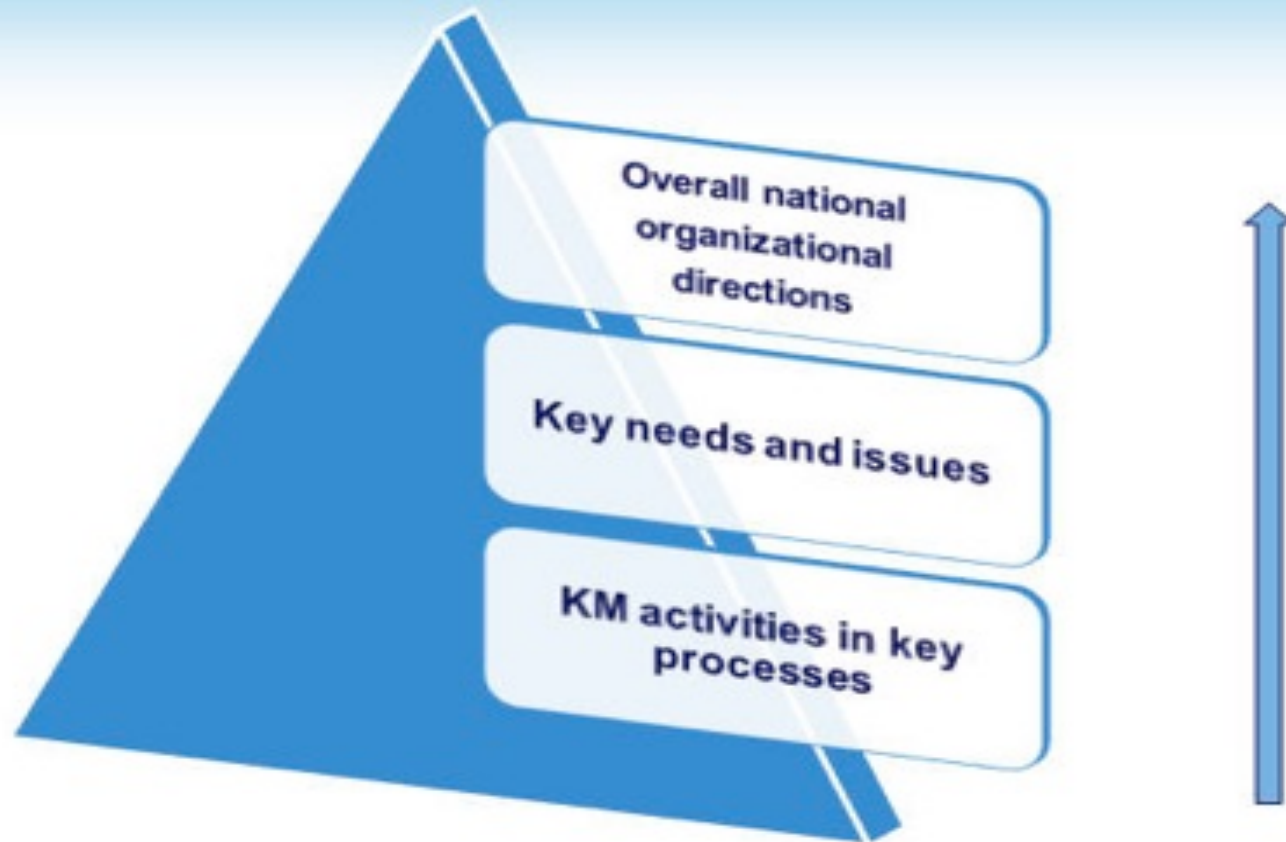 Overall national
organizational
directions
Key needs and issues
KM activities in key
processes